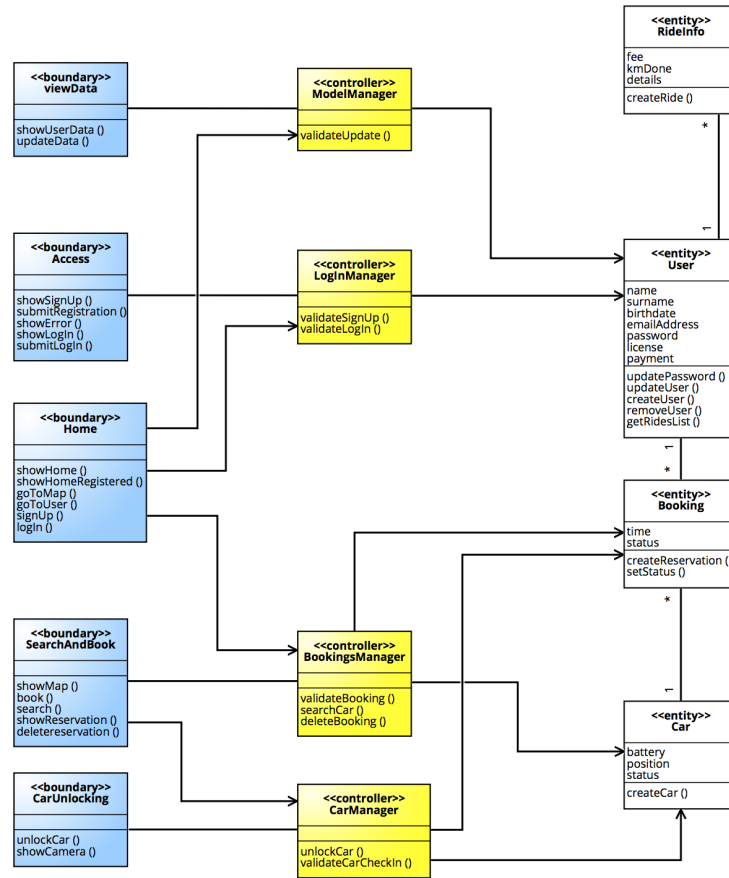 <<entity>>
RideInfo
fee
kmDone
details
createRide ()
*
1
<<boundary>>
viewData
showUserData ()
updateData ()
<<controller>>
ModelManager
validateUpdate ()
<<boundary>>
Access
showSignUp ()
submitRegistration ()
showError ()
showLogIn ()
submitLogIn ()
<<controller>>
LogInManager
validateSignUp ()
validateLogIn ()
<<entity>>
User
name
surname
birthdate
emailAddress
password
license
payment
updatePassword ()
updateUser ()
createUser ()
removeUser ()
getRidesList ()
1
*
<<boundary>>
Home
showHome ()
showHomeRegistered ()
goToMap ()
goToUser ()
signUp ()
logIn ()
<<entity>>
Booking
time
status
createReservation (
setStatus ()
*
1
<<boundary>>
SearchAndBook
showMap ()
book ()
search ()
showReservation ()
deletereservation ()
<<controller>>
BookingsManager
validateBooking ()
searchCar ()
deleteBooking ()
<<entity>>
Car
battery
position
status
createCar ()
<<boundary>>
CarUnlocking
unlockCar ()
showCamera ()
<<controller>>
CarManager
unlockCar ()
validateCarCheckIn ()